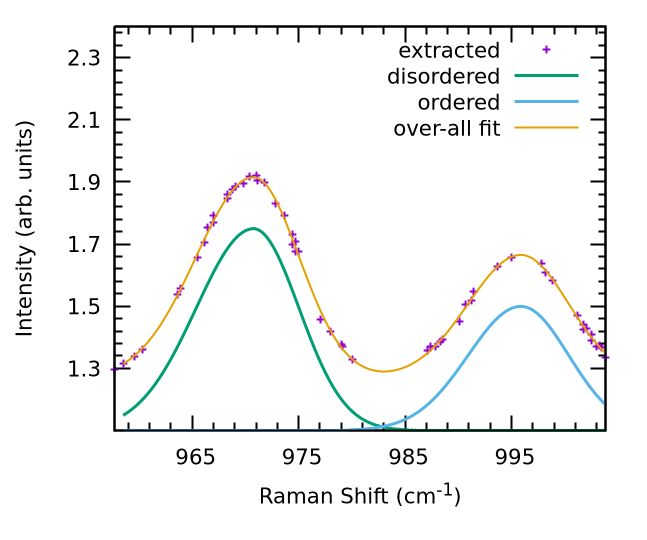 2.3
2.1
1.9
1.7
1.5
1.3
Intensity (arb. units)
extracted
disordered
ordered
over-all fit
965 975 985 995
Raman Shift (cm⁻¹)